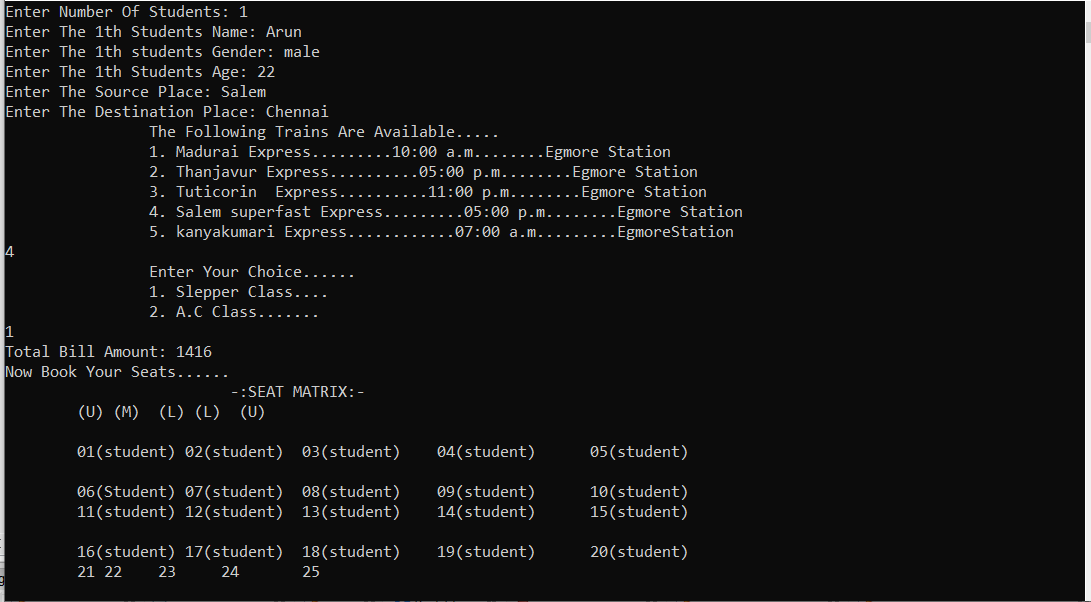 Enter Number Of Students: 1
Enter The 1th Students Name: Arun
Enter The 1th students Gender: male
Enter The 1th Students Age: 22
Enter The Source Place: Salem
Enter The Destination Place: Chennai
The Following Trains Are Available.....
1. Madurai Express.........10:00 a.m........Egmore Station
2. Thanjavur Express..........05:00 p.m........Egmore Station
3. Tuticorin  Express..........11:00 p.m........Egmore Station
4. Salem superfast Express.........05:00 p.m........Egmore Station
5. kanyakumari Express............07:00 a.m.........EgmoreStation
4
Enter Your Choice......
1. Slepper Class....
2. A.C Class.......
1
Total Bill Amount: 1416
Now Book Your Seats......
-:SEAT MATRIX:-
(U) (M)  (L) (L)  (U)
01(student) 02(student)  03(student)    04(student)      05(student)
06(Student) 07(student)  08(student)    09(student)      10(student)
11(student) 12(student)  13(student)    14(student)      15(student)
16(student) 17(student)  18(student)    19(student)      20(student)
21 22    23     24       25